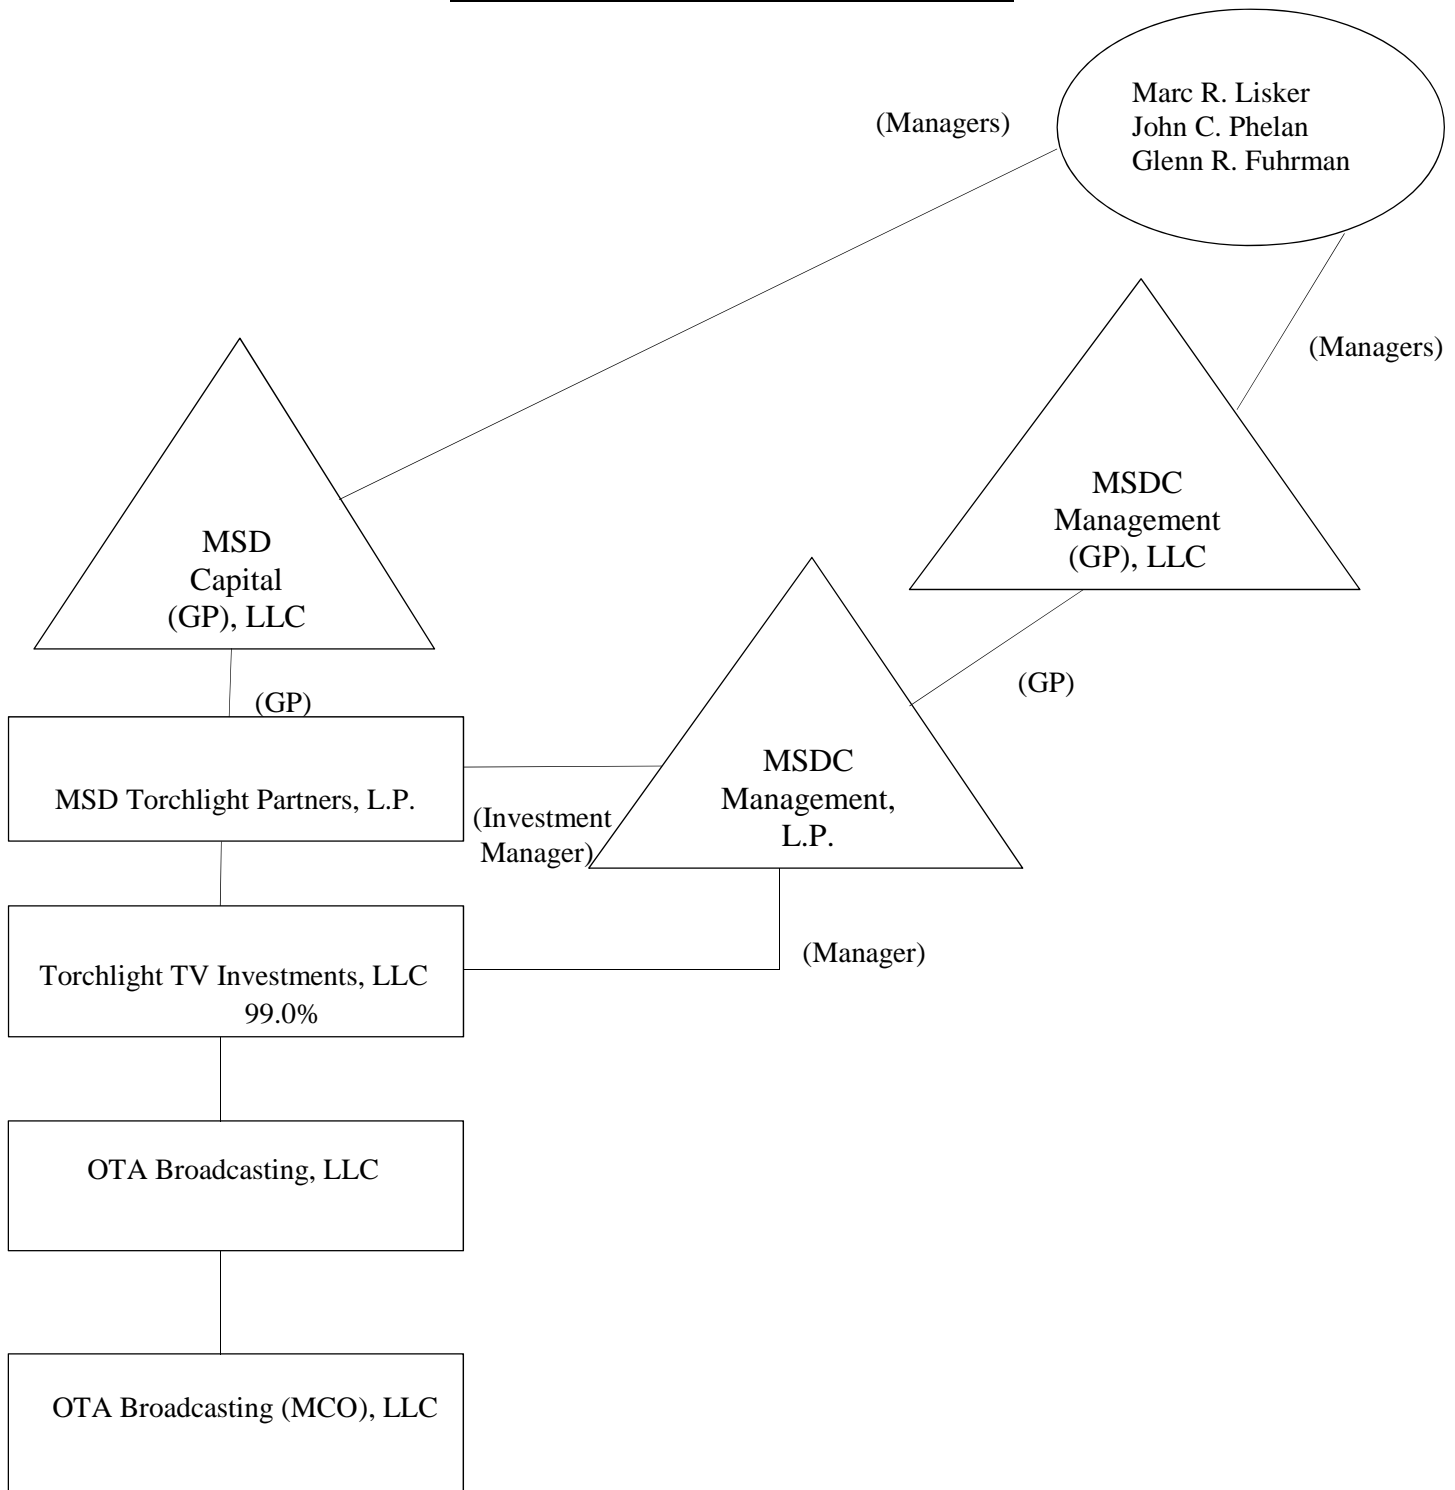 Marc R. Lisker
John C. Phelan
Glenn R. Fuhrman
(Managers)
(Managers)
MSDC
Management
(GP), LLC
MSD
Capital
(GP), LLC
(GP)
(GP)
MSDC
Management,
L.P.
MSD Torchlight Partners, L.P.
(Investment
Manager)
(Manager)
Torchlight TV Investments, LLC
99.0%
OTA Broadcasting, LLC
OTA Broadcasting (MCO), LLC